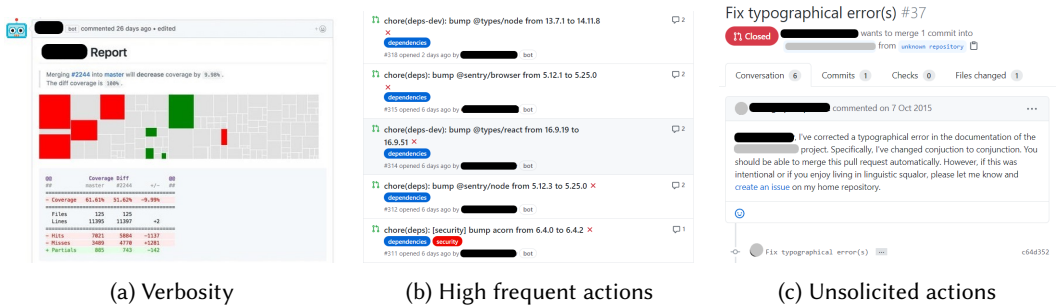 bot commented 26 days ago • edited
Report
Merging #2244 into master will decrease coverage by 9.98%.
The diff coverage is 100%.
@@ Coverage Diff @@
## master #2244 +/- ##
- Coverage 61.61% 51.62% -9.99%
Files 125 125
Lines 11395 11397 +2
- Hits 7021 5884 -1137
- Misses 3489 4770 +1281
+ Partials 885 743 -142
(a) Verbosity
chore(deps-dev): bump @types/node from 13.7.1 to 14.11.8
2
dependencies
#318 opened 2 days ago by bot
chore(deps): bump @sentry/browser from 5.12.1 to 5.25.0
2
dependencies
#315 opened 6 days ago by bot
chore(deps-dev): bump @types/react from 16.9.19 to
16.9.51
2
dependencies
#314 opened 6 days ago by bot
chore(deps): bump @sentry/node from 5.12.3 to 5.25.0
2
dependencies
#312 opened 6 days ago by bot
chore(deps): [security] bump acorn from 6.4.0 to 6.4.2
1
dependencies security
#311 opened 6 days ago by bot
(b) High frequent actions
Fix typographical error(s) #37
Closed wants to merge 1 commit into
from unknown repository
Conversation 6 Commits 1 Checks 0 Files changed 1
commented on 7 Oct 2015 ...
, I've corrected a typographical error in the documentation of the
project. Specifically, I've changed conjuction to conjunction. You
should be able to merge this pull request automatically. However, if this was
intentional or if you enjoy living in linguistic squalor, please let me know and
create an issue on my home repository.
Fix typographical error(s) ... c64d352
(c) Unsolicited actions